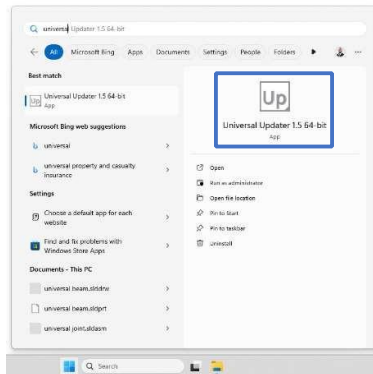 universal Updater 1.5 64-bit
All Microsoft Bing Apps Documents Settings People Folders
Best match
Up Universal Updater 1.5 64-bit
App
Microsoft Bing web suggestions
universal
universal property and casualty
insurance
Settings
Choose a default app for each
website
Find and fix problems with
Windows Store Apps
Documents - This PC
universal beam.slddrw
universal beam.sldprt
universal joint.sldasm
Up
Universal Updater 1.5 64-bit
App
Open
Run as administrator
Open file location
Pin to Start
Pin to taskbar
Uninstall
Search